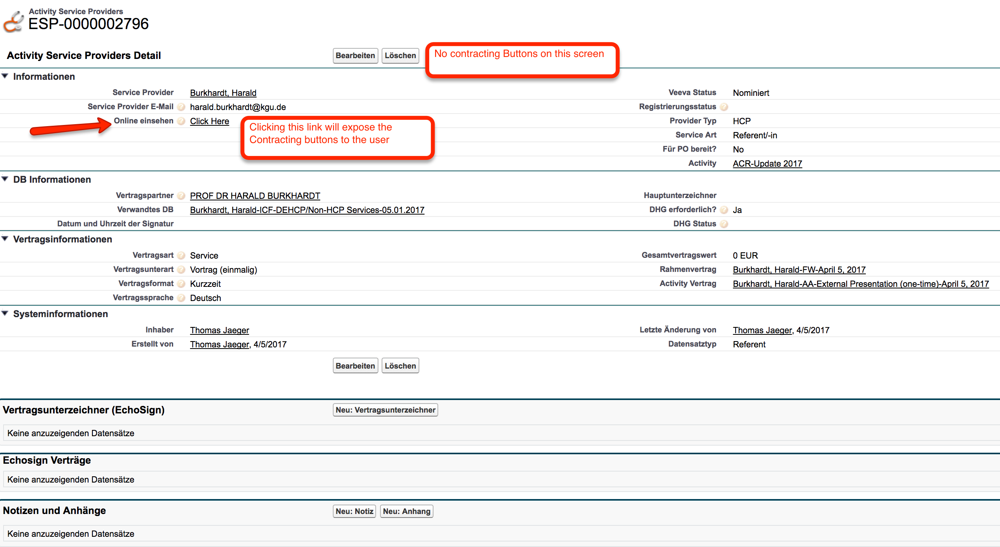 Activity Service Providers
ESP-0000002796
Activity Service Providers Detail
Bearbeiten Löschen
No contracting Buttons on this screen
Informationen
Service Provider Burkhardt, Harald Veeva Status Nominiert
Service Provider E-Mail ? harald.burkhardt@kgu.de Registrierungsstatus ?
Online einsehen ? Click Here Provider Typ HCP
Clicking this link will expose the
Contracting buttons to the user
Service Art Referent/-in
Für PO bereit? No
Activity ACR-Update 2017
DB Informationen
Vertragspartner ? PROF DR HARALD BURKHARDT Hauptunterzeichner
Verwandtes DB Burkhardt, Harald-ICF-DEHCP/Non-HCP Services-05.01.2017 DHG erforderlich? ? Ja
Datum und Uhrzeit der Signatur DHG Status ?
Vertragsinformationen
Vertragsart ? Service Gesamtvertragswert 0 EUR
Vertragsunterart ? Vortrag (einmalig) Rahmenvertrag Burkhardt, Harald-FW-April 5, 2017
Vertragsformat ? Kurzzeit Activity Vertrag Burkhardt, Harald-AA-External Presentation (one-time)-April 5, 2017
Vertragssprache ? Deutsch
Systeminformationen
Inhaber Thomas Jaeger Letzte Änderung von Thomas Jaeger, 4/5/2017
Erstellt von Thomas Jaeger, 4/5/2017 Datensatztyp Referent
Bearbeiten Löschen
Vertragsunterzeichner (EchoSign) Neu: Vertragsunterzeichner
Keine anzuzeigenden Datensätze
Echosign Verträge
Keine anzuzeigenden Datensätze
Notizen und Anhänge Neu: Notiz Neu: Anhang
Keine anzuzeigenden Datensätze